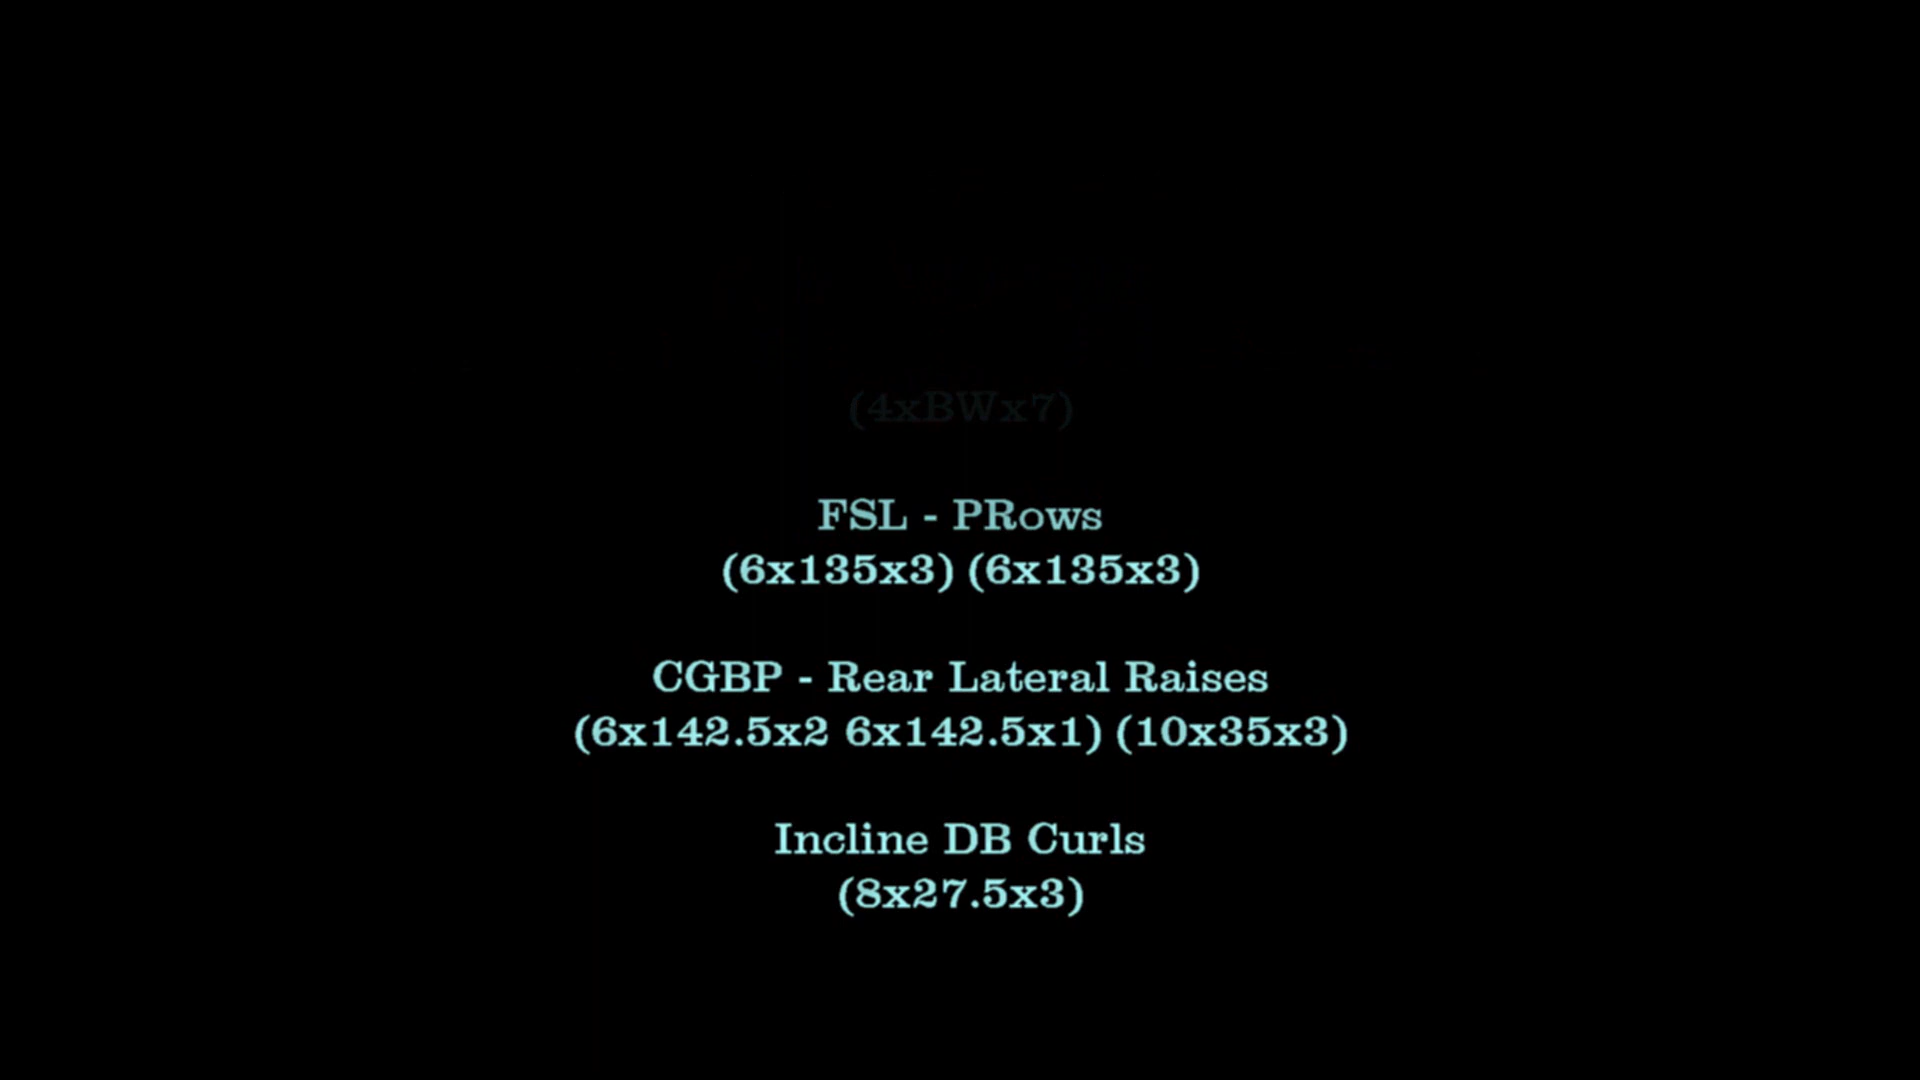 (4xBWx7)
FSL - PRows
(6x135x3) (6x135x3)
CGBP - Rear Lateral Raises
(6x142.5x2 6x142.5x1) (10x35x3)
Incline DB Curls
(8x27.5x3)